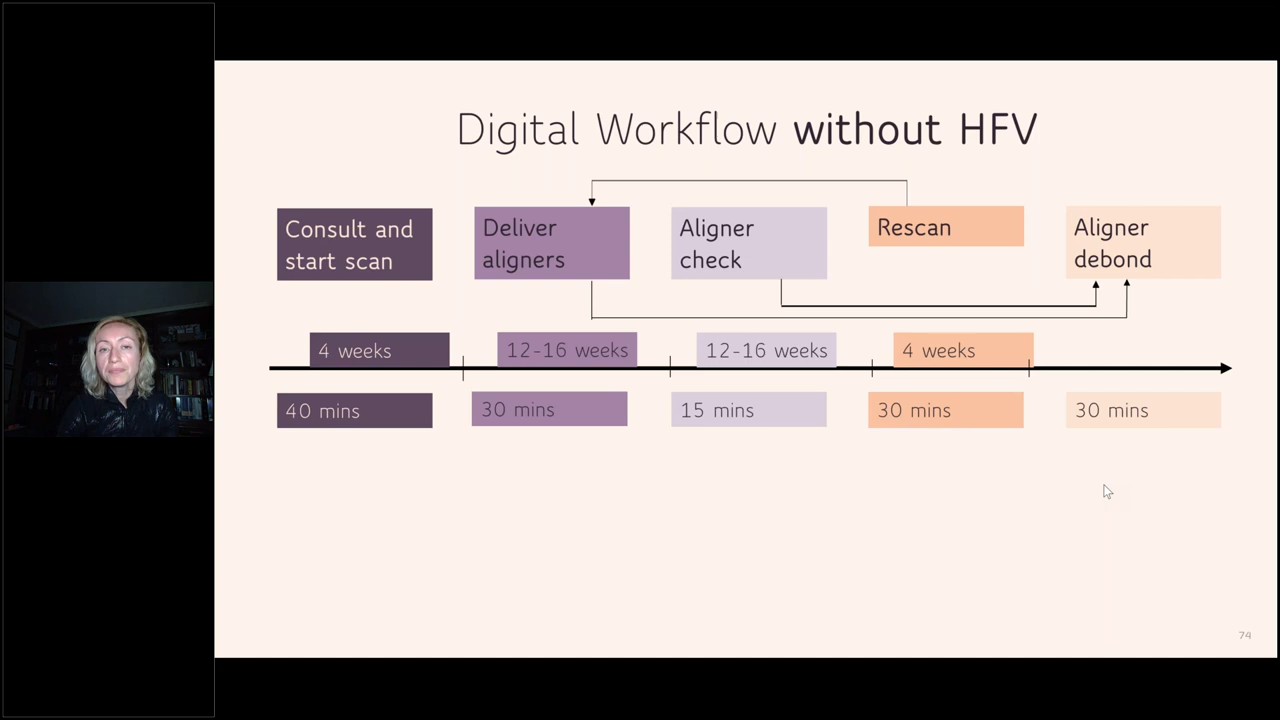 Digital Workflow without HFV
Consult and
start scan
Deliver
aligners
Aligner
check
Rescan
Aligner
debond
4 weeks
12-16 weeks
12-16 weeks
4 weeks
40 mins
30 mins
15 mins
30 mins
30 mins
74